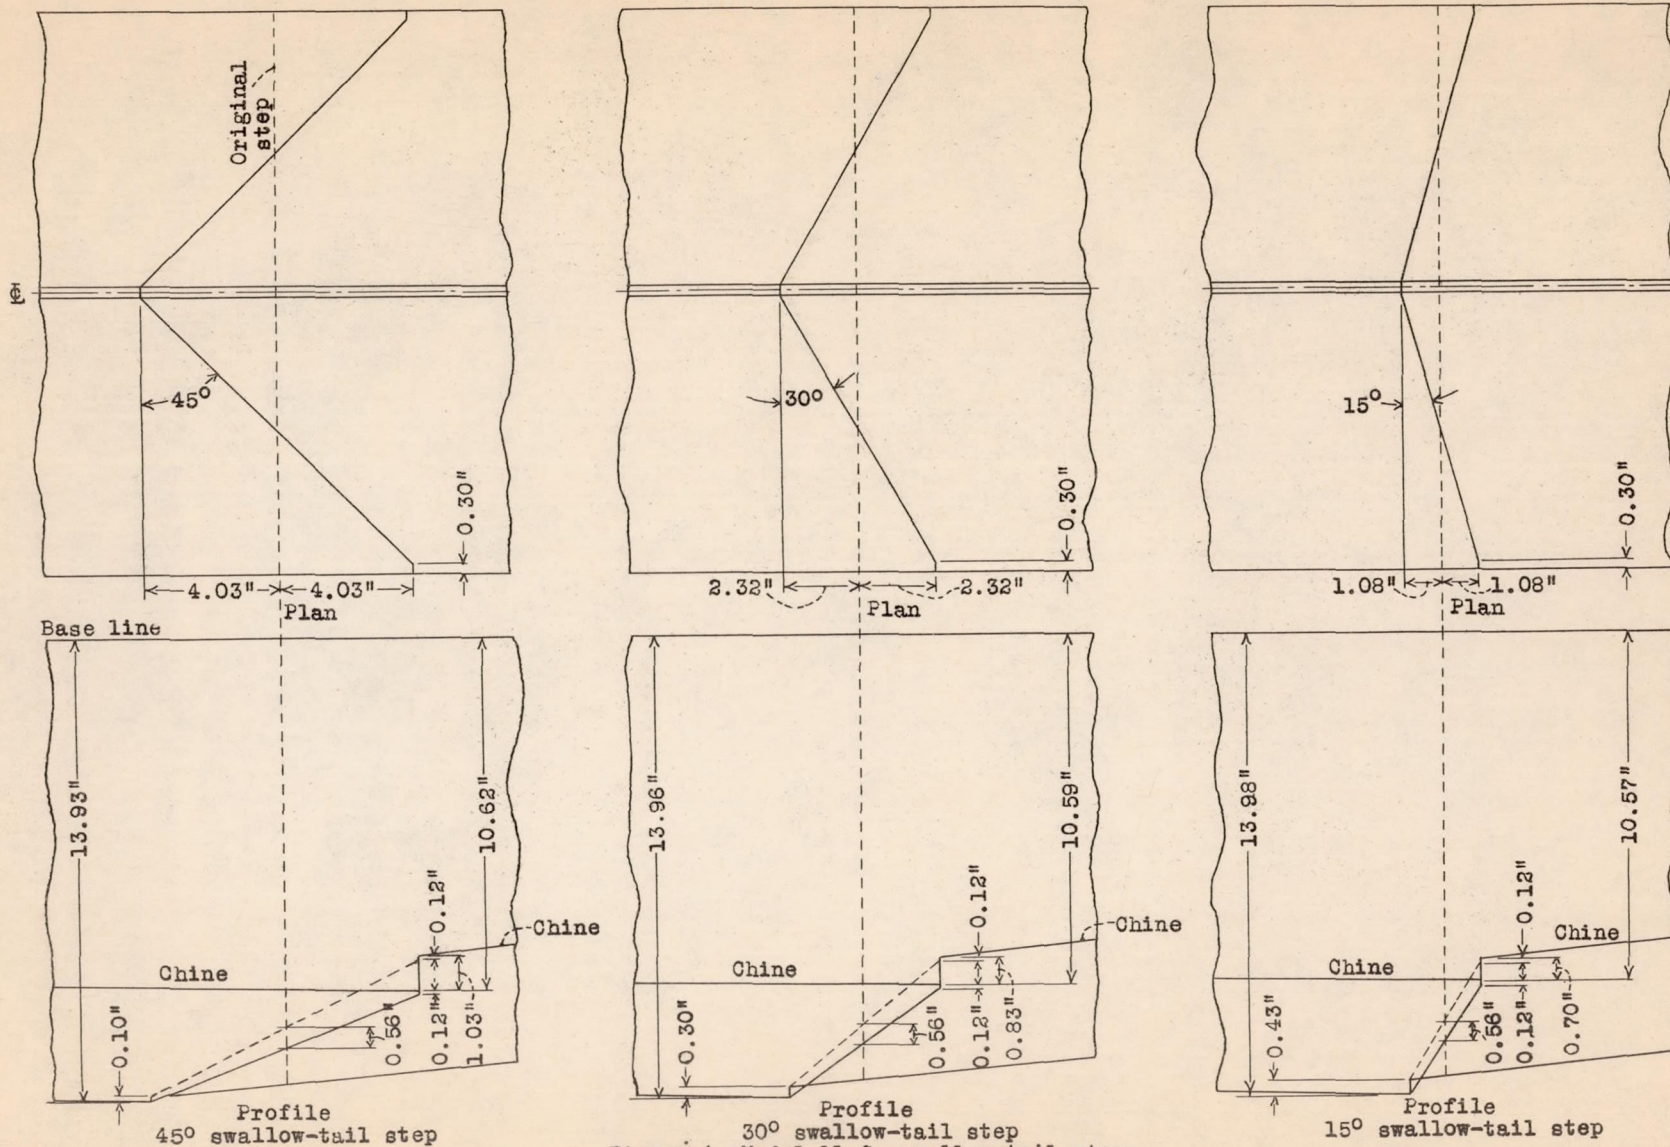 Original
step
45°
0.30"
4.03" 4.03"
Plan
30°
0.30"
2.32" 2.32"
Plan
15°
0.30"
1.08" 1.08"
Plan
Base line
13.93"
10.62"
0.12"
Chine
Chine
0.10"
0.56"
0.12"
1.03"
Profile
45° swallow-tail step
13.96"
10.59"
0.12"
Chine
Chine
0.30"
0.56"
0.12"
0.83"
Profile
30° swallow-tail step
13.98"
10.57"
0.12"
Chine
Chine
0.43"
0.56"
0.12"
0.70"
Profile
15° swallow-tail step